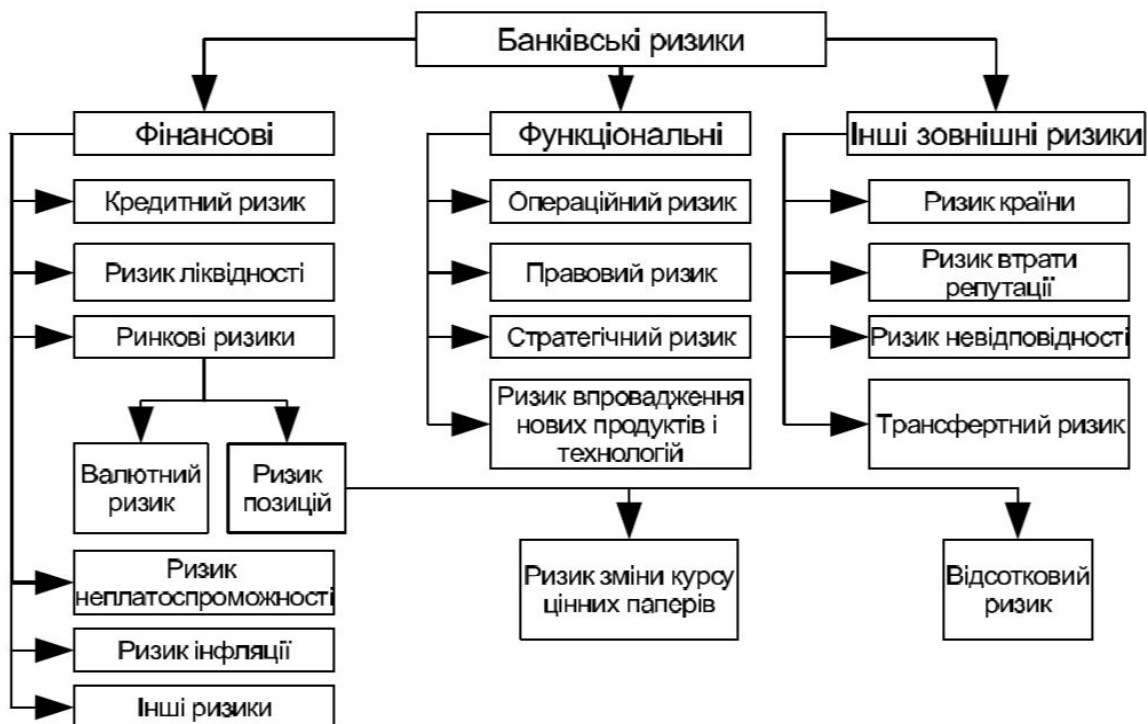 Банківські ризики
Фінансові
Функціональні
Інші зовнішні ризики
Кредитний ризик
Операційний ризик
Ризик країни
Ризик ліквідності
Правовий ризик
Ризик втрати
репутації
Ринкові ризики
Стратегічний ризик
Ризик невідповідності
Ризик впровадження
нових продуктів і
технологій
Трансфертний ризик
Валютний
ризик
Ризик
позицій
Ризик
неплатоспроможності
Ризик зміни курсу
цінних паперів
Відсотковий
ризик
Ризик інфляції
Інші ризики